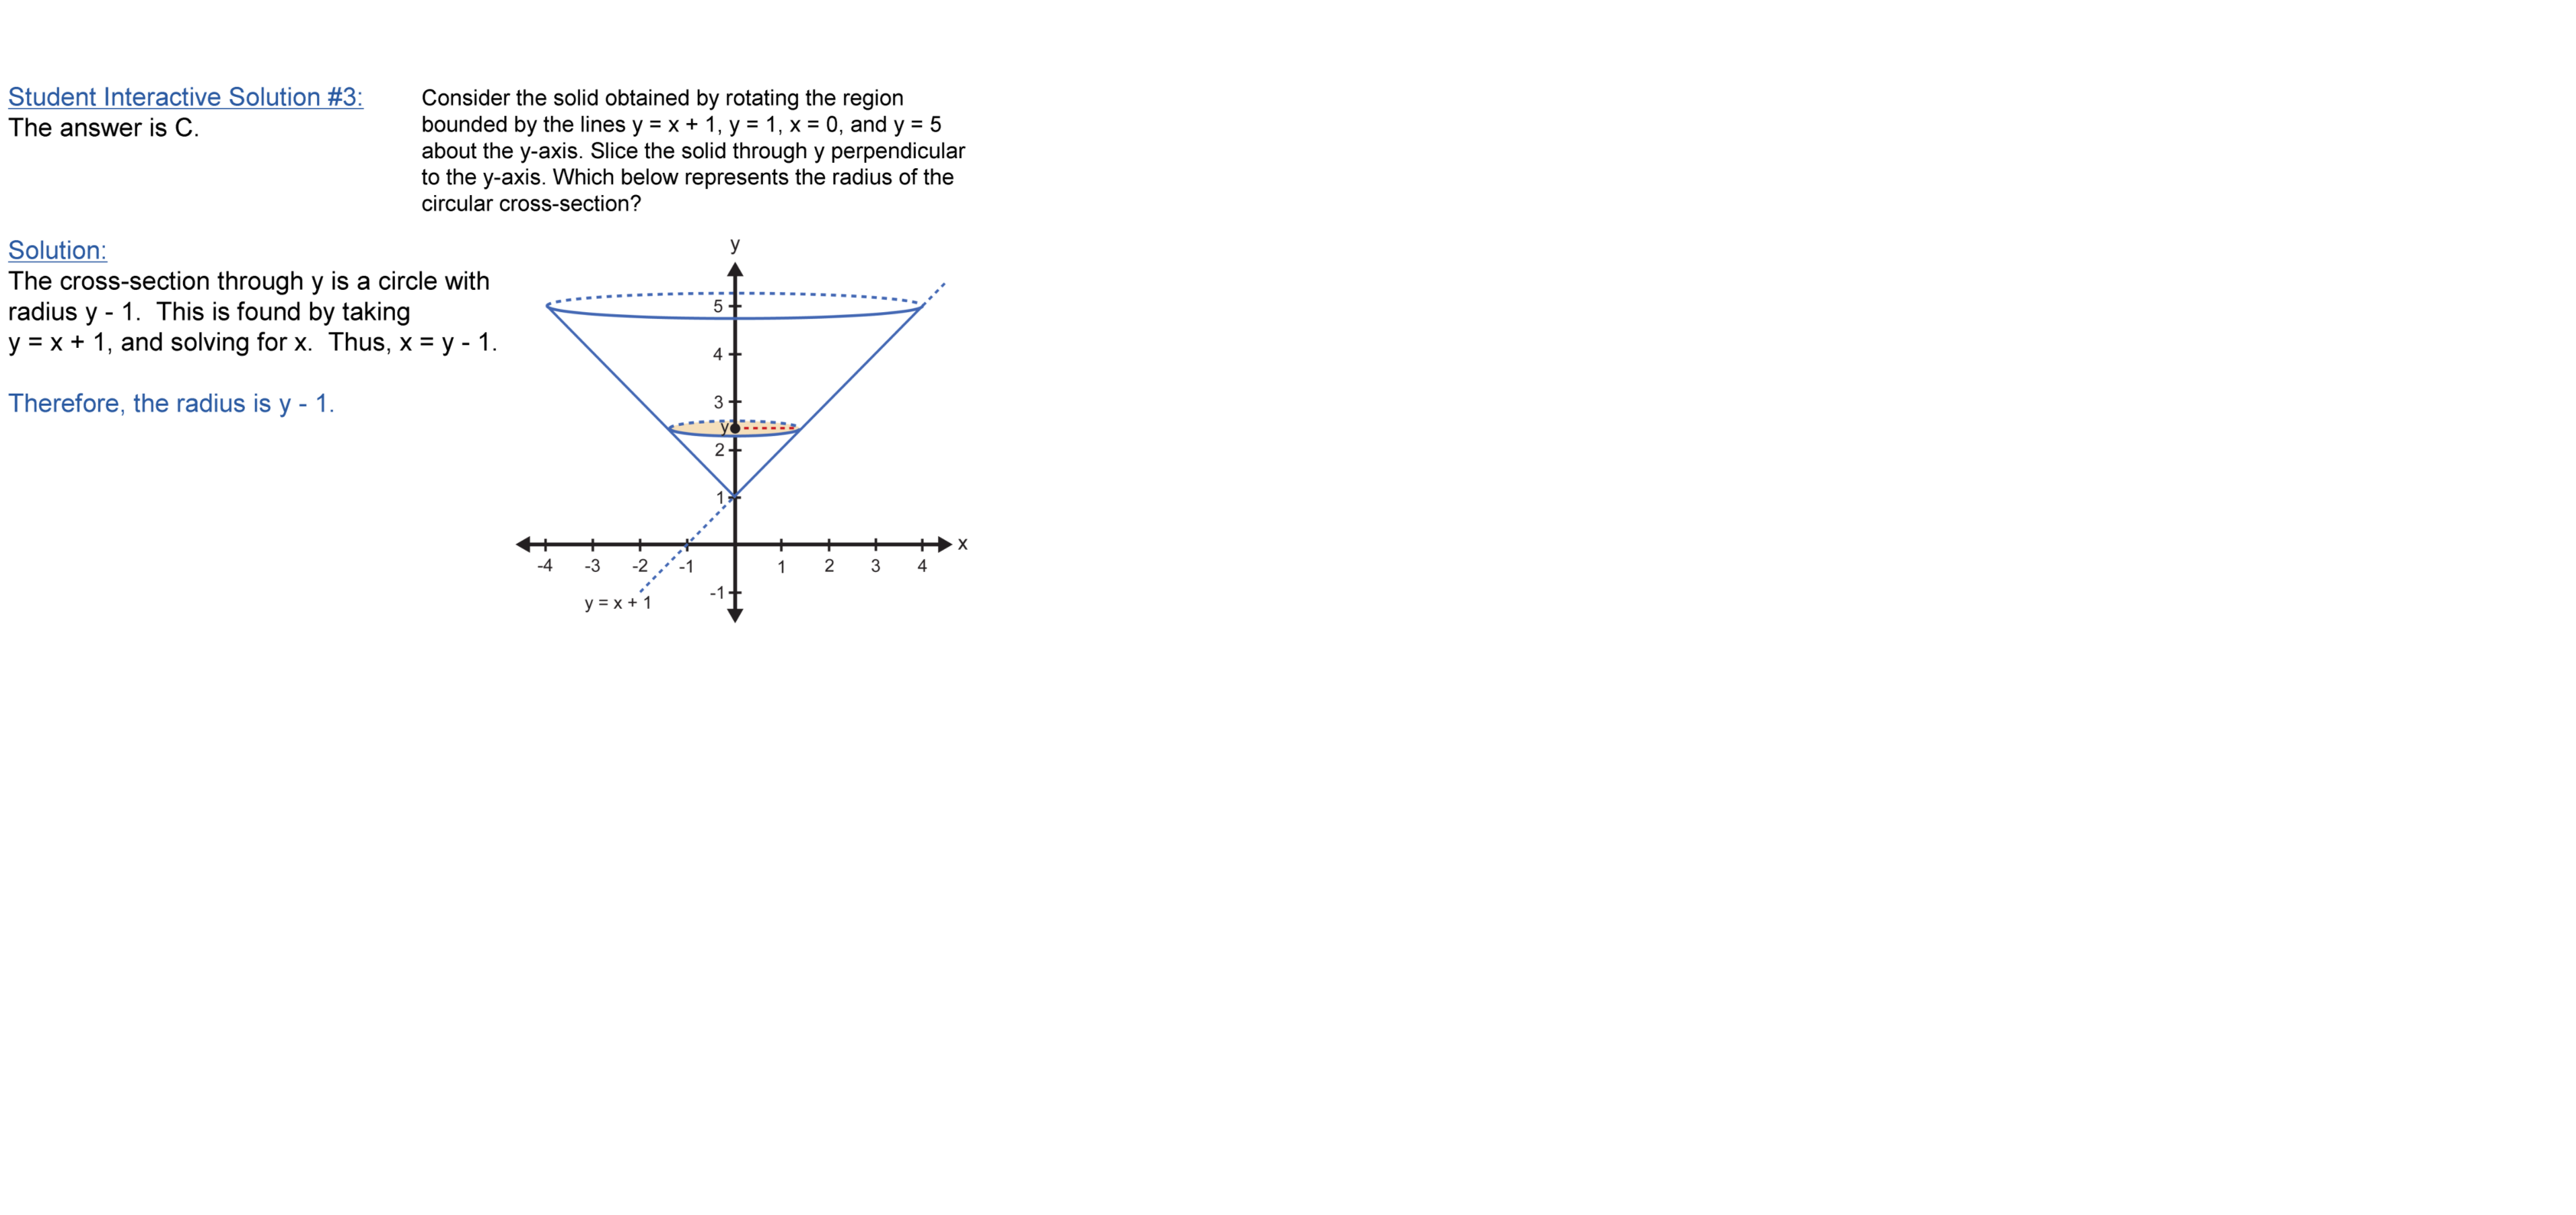 Student Interactive Solution #3:
The answer is C.
Consider the solid obtained by rotating the region
bounded by the lines y = x + 1, y = 1, x = 0, and y = 5
about the y-axis. Slice the solid through y perpendicular
to the y-axis. Which below represents the radius of the
circular cross-section?
Solution:
The cross-section through y is a circle with
radius y - 1. This is found by taking
y = x + 1, and solving for x. Thus, x = y - 1.
Therefore, the radius is y - 1.
y
5
4
3
y
2
1
x
-4 -3 -2 -1 1 2 3 4
-1
y = x + 1